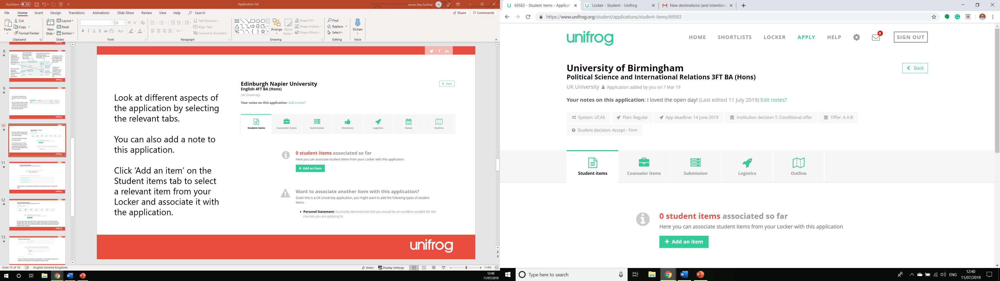 AutoSave Off
Application list
Jamie MacFarlane JM
File Home Insert Design Transitions Animations Slide Show Review View Help Search
Share Comments
Paste
Cut
Copy
Format Painter
Clipboard
New
Slide
Layout
Reset
Section
Slides
22
Font
Text Direction
Align Text
Convert to SmartArt
Paragraph
Arrange
Quick
Styles
Shape Fill
Shape Outline
Shape Effects
Drawing
Find
Replace
Select
Editing
Dictate
Voice
8
9
10
11
12
13
Look at different aspects of
the application by selecting
the relevant tabs.
You can also add a note to
this application.
Click ‘Add an item’ on the
Student items tab to select
a relevant item from your
Locker and associate it with
the application.
Edinburgh Napier University
English 4FT BA (Hons)
UK University
Your notes on this application: Add a note?
Back
Student items
Counselor items
Submission
Decisions
Logistics
Dates
Outline
0 student items associated so far
Here you can associate student items from your Locker with this application
+ Add an item
Want to associate another item with this application?
Given this is a UK University application, you might want to add the following types of student
items:
• Personal Statement: Succinctly demonstrate that you would be an excellent student for the
courses you are applying to.
unifrog
Slide 10 of 16
English (United Kingdom)
Notes
Display Settings
114%
12:40
11/07/2019
69583 - Student Items - Applicati
Locker - Student - Unifrog
New destinations (and intentions
https://www.unifrog.org/student/applications/student-items/69583
unifrog
HOME SHORTLISTS LOCKER APPLY HELP 8 SIGN OUT
University of Birmingham
Political Science and International Relations 3FT BA (Hons)
UK University Application added by you on 7 Mar 19
Back
Your notes on this application: I loved the open day! (Last edited 11 July 2019) Edit notes?
System: UCAS
Plan: Regular
App deadline: 14 June 2019
Institution decision 1: Conditional offer
Offer: A A B
Student decision: Accept - Firm
Student items
Counselor items
Submission
Logistics
Outline
0 student items associated so far
Here you can associate student items from your Locker with this application
+ Add an item
Type here to search
ENG
12:40
11/07/2019